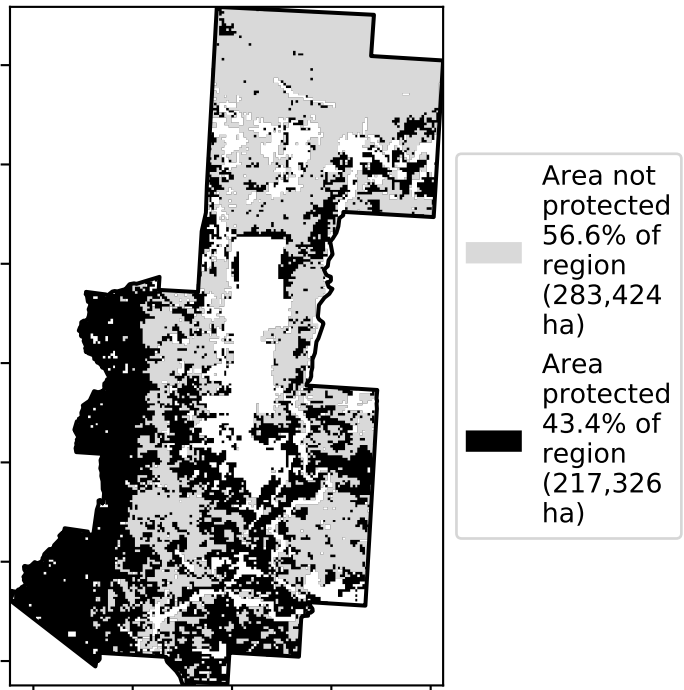 Area not
protected
56.6% of
region
(283,424
ha)
Area
protected
43.4% of
region
(217,326
ha)